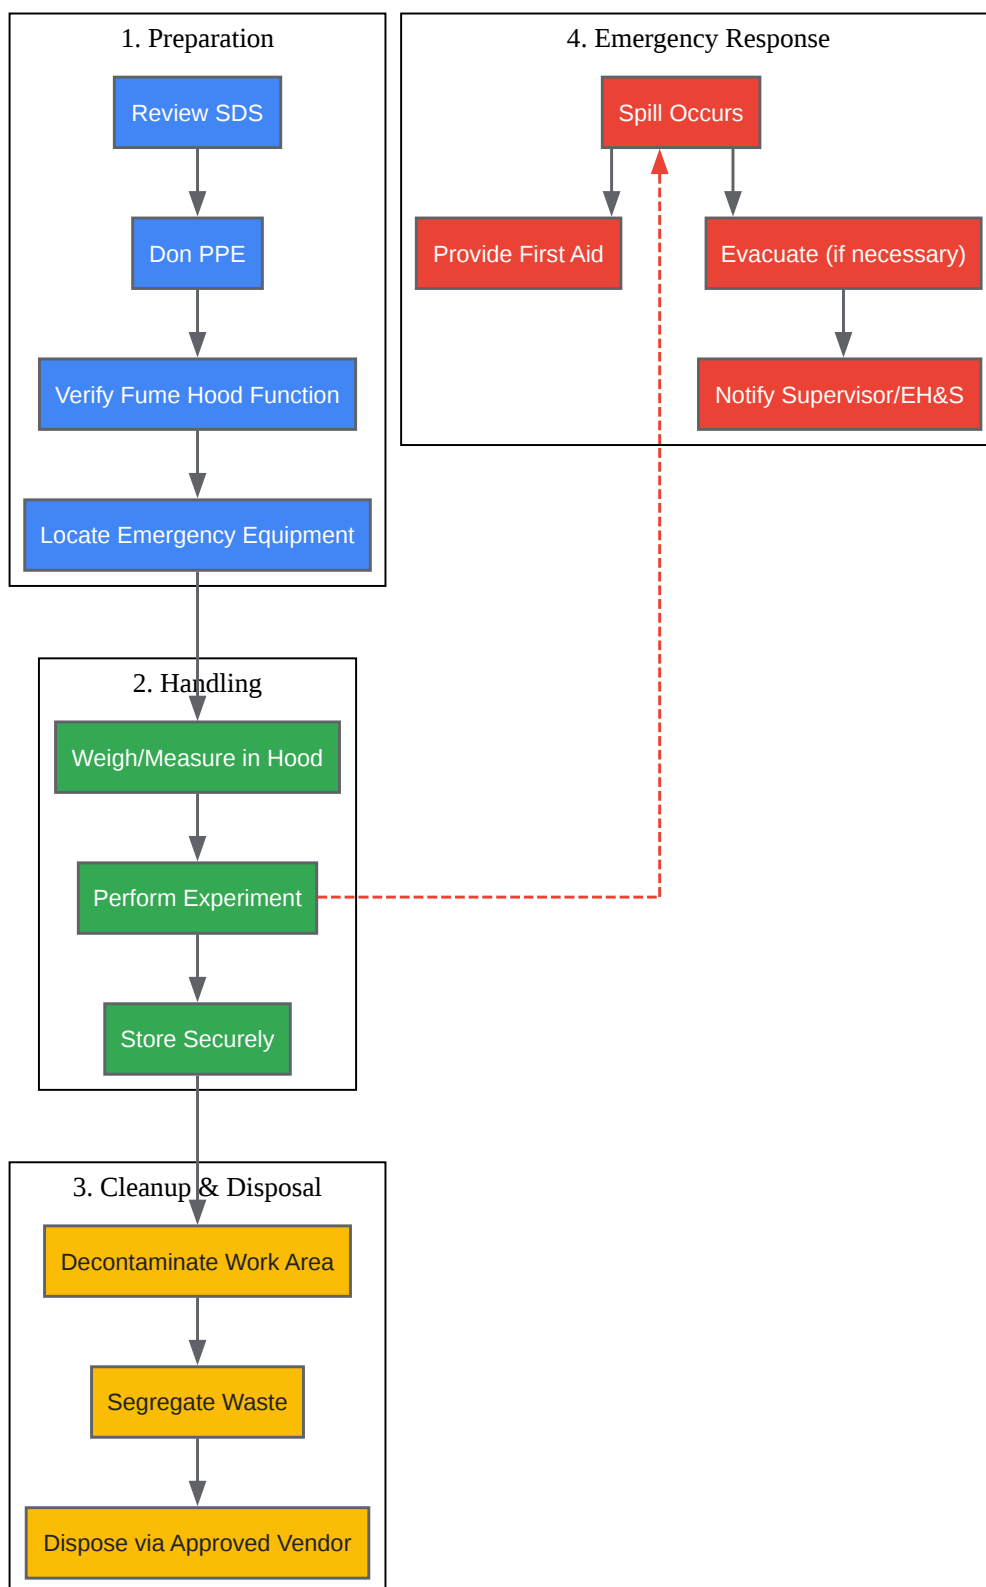 1. Preparation
Review SDS
Don PPE
Verify Fume Hood Function
Locate Emergency Equipment
2. Handling
Weigh/Measure in Hood
Perform Experiment
Store Securely
3. Cleanup & Disposal
Decontaminate Work Area
Segregate Waste
Dispose via Approved Vendor
4. Emergency Response
Spill Occurs
Provide First Aid
Evacuate (if necessary)
Notify Supervisor/EH&S